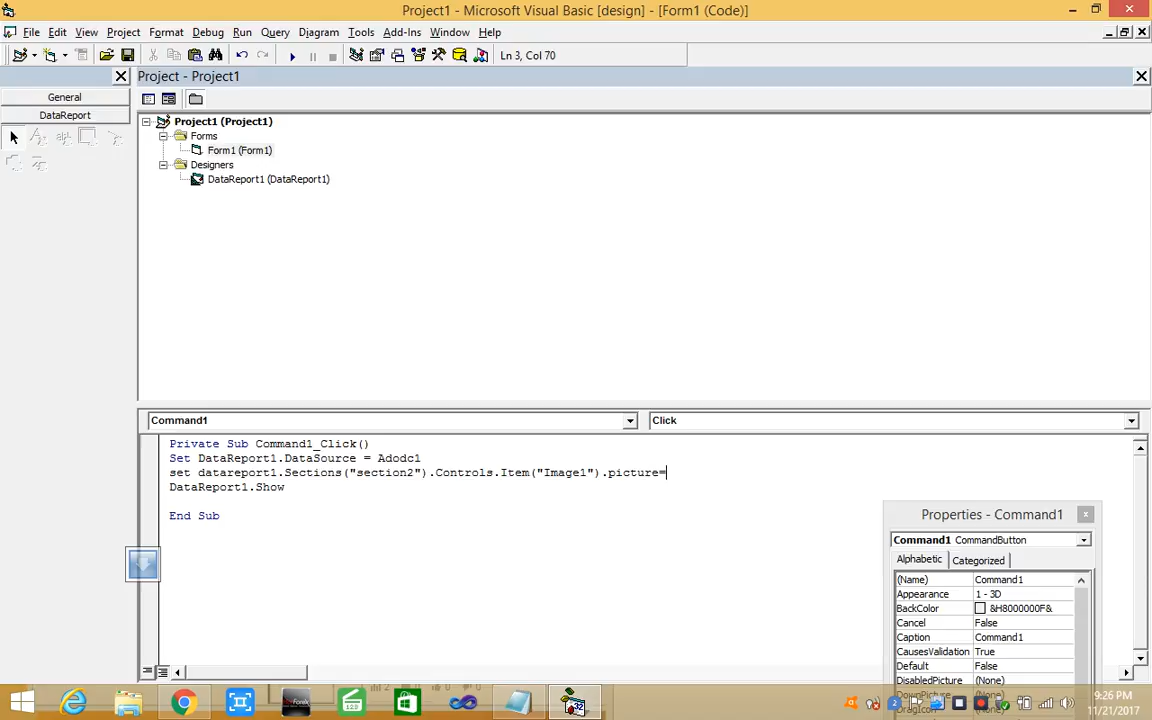 Project1 - Microsoft Visual Basic [design] - [Form1 (Code)]
File Edit View Project Format Debug Run Query Diagram Tools Add-Ins Window Help
Ln 3, Col 70
Project - Project1
General
DataReport
Project1 (Project1)
Forms
Form1 (Form1)
Designers
DataReport1 (DataReport1)
Command1
Click
Private Sub Command1_Click()
Set DataReport1.DataSource = Adodc1
set datareport1.Sections("section2").Controls.Item("Image1").picture=
DataReport1.Show
End Sub
Properties - Command1
Command1 CommandButton
Alphabetic Categorized
(Name) Command1
Appearance 1 - 3D
BackColor &H8000000F&
Cancel False
Caption Command1
CausesValidation True
Default False
DisabledPicture (None)
DownPicture (None)
DragIcon (None)
9:26 PM
11/21/2017